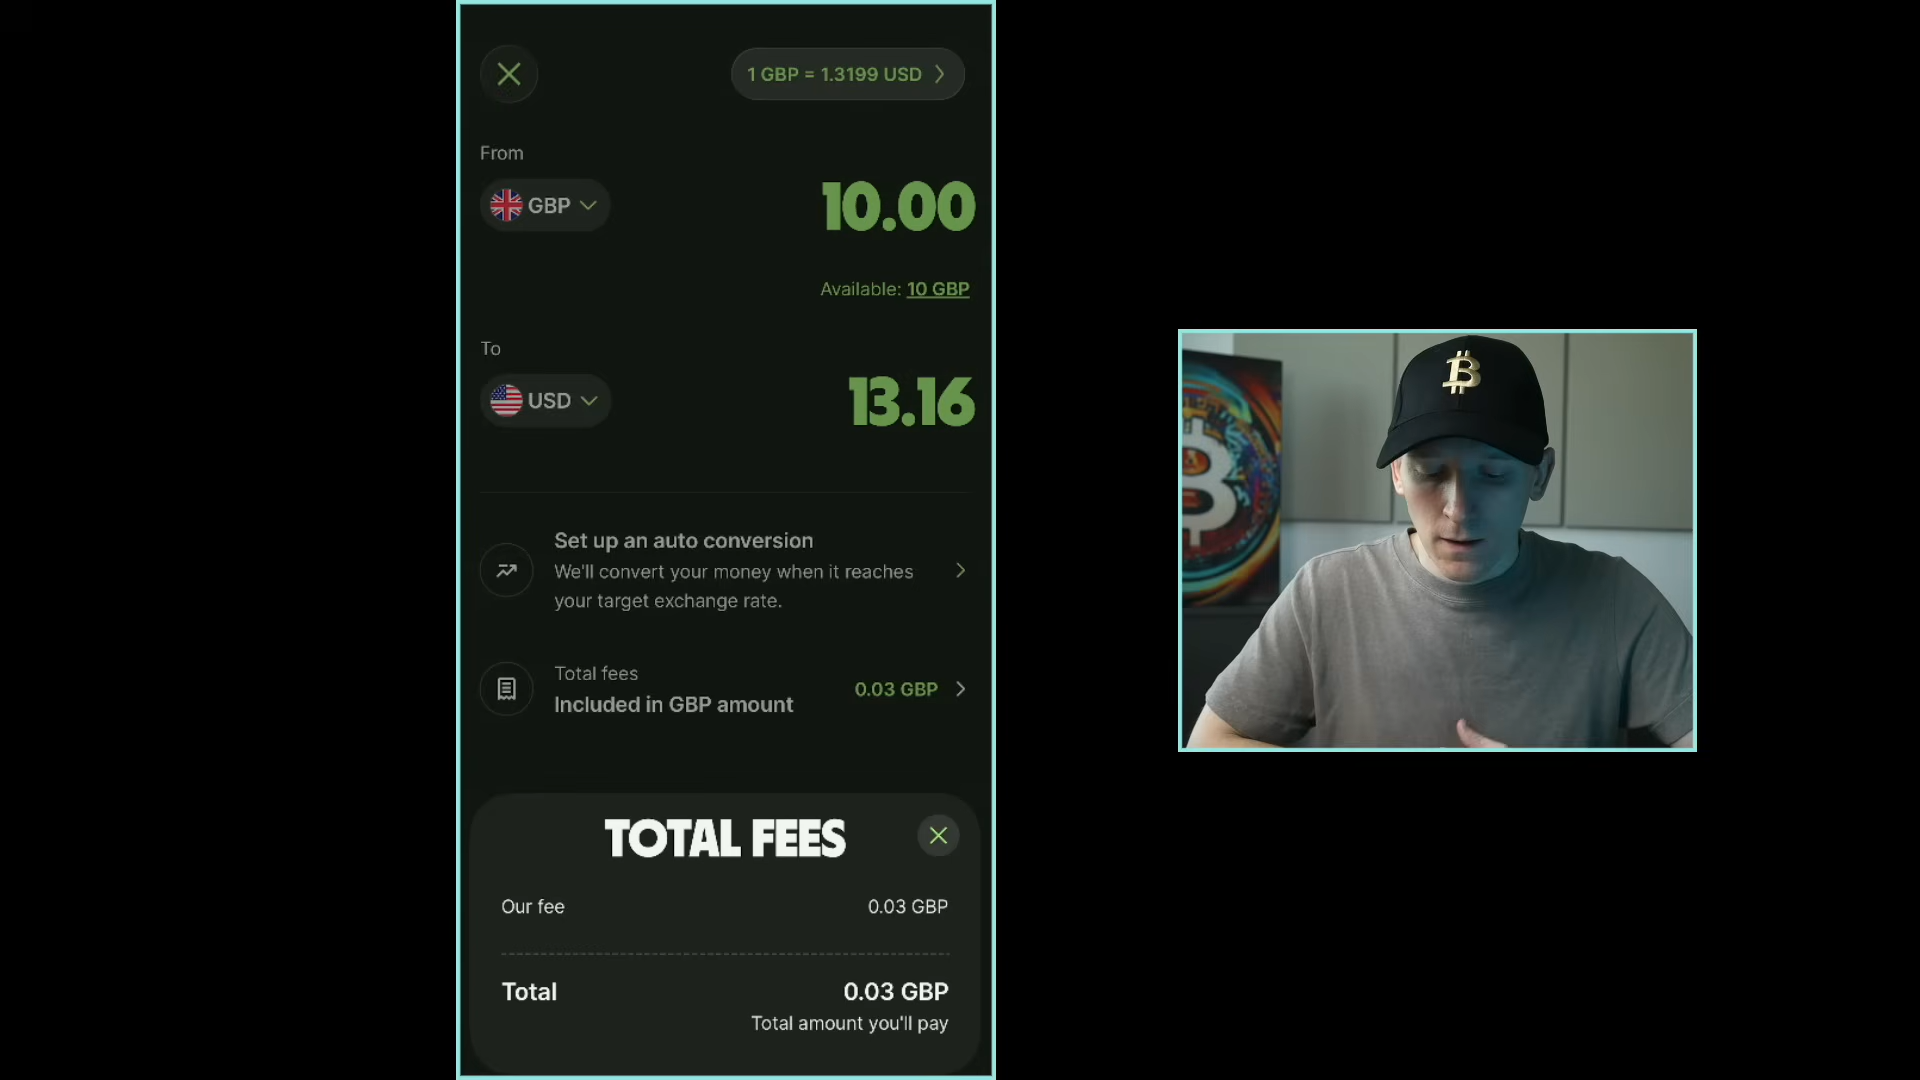 1 GBP = 1.3199 USD
From
GBP
10.00
Available: 10 GBP
To
USD
13.16
Set up an auto conversion
We'll convert your money when it reaches
your target exchange rate.
Total fees
Included in GBP amount
0.03 GBP
TOTAL FEES
Our fee
0.03 GBP
Total
0.03 GBP
Total amount you'll pay